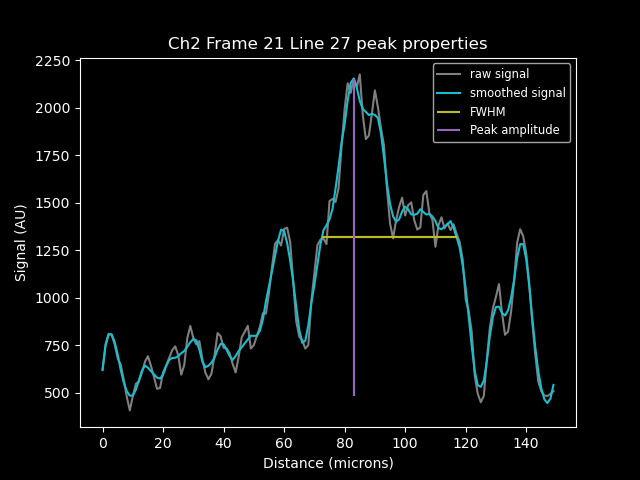 Ch2 Frame 21 Line 27 peak properties
raw signal
smoothed signal
FWHM
Peak amplitude
Signal (AU)
2250
2000
1750
1500
1250
1000
750
500
0 20 40 60 80 100 120 140
Distance (microns)